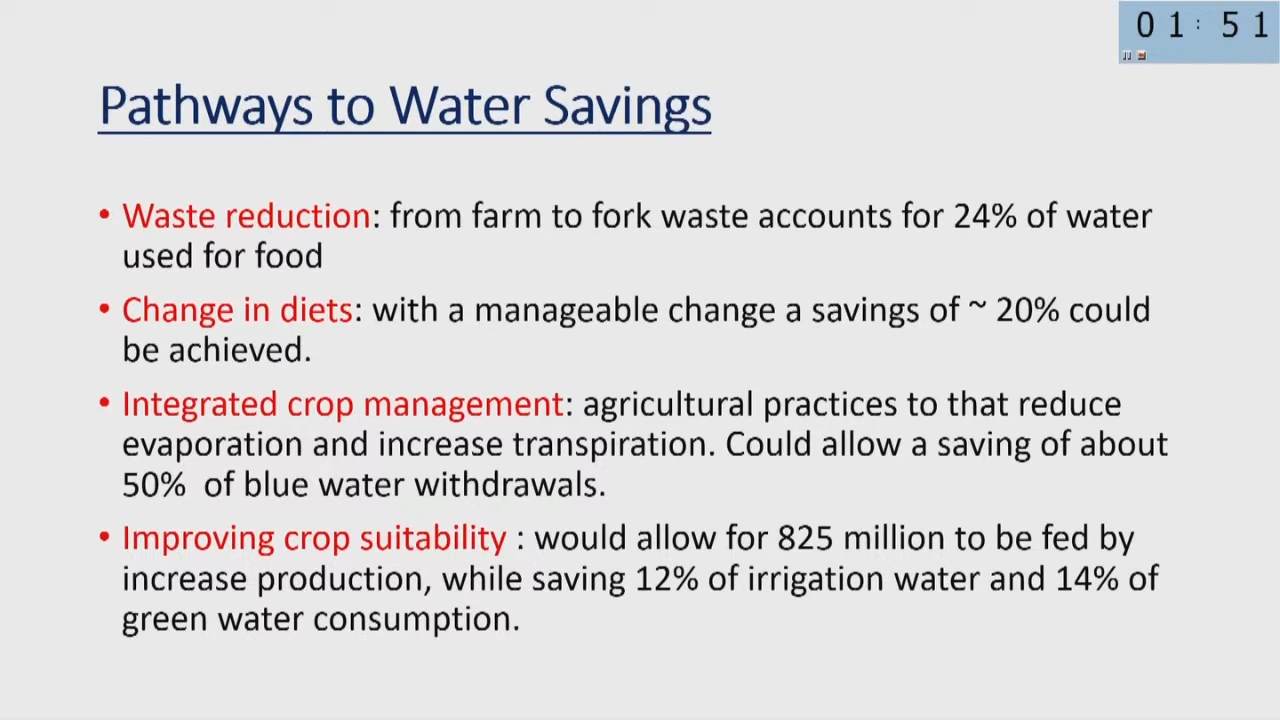 01:51
Pathways to Water Savings
• Waste reduction: from farm to fork waste accounts for 24% of water
used for food
• Change in diets: with a manageable change a savings of ~ 20% could
be achieved.
• Integrated crop management: agricultural practices to that reduce
evaporation and increase transpiration. Could allow a saving of about
50%  of blue water withdrawals.
• Improving crop suitability : would allow for 825 million to be fed by
increase production, while saving 12% of irrigation water and 14% of
green water consumption.